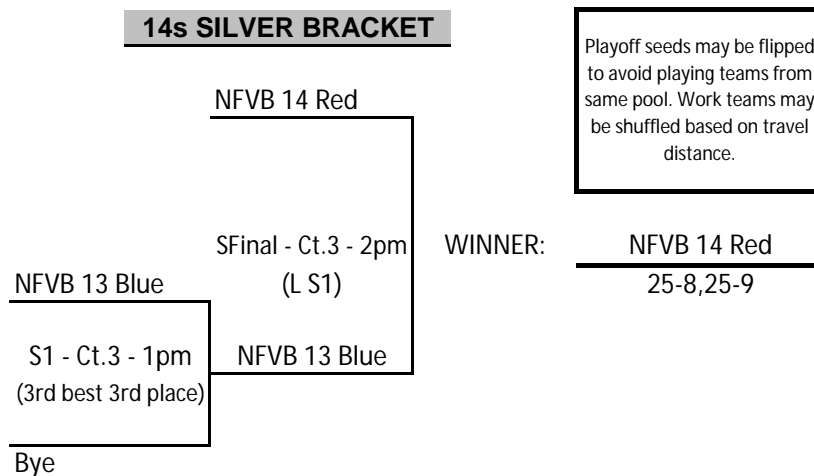 14s SILVER BRACKET
Playoff seeds may be flipped
to avoid playing teams from
same pool. Work teams may
be shuffled based on travel
distance.
NFVB 14 Red
SFinal - Ct.3 - 2pm
(L S1)
WINNER:
NFVB 14 Red
25-8,25-9
NFVB 13 Blue
S1 - Ct.3 - 1pm
(3rd best 3rd place)
NFVB 13 Blue
Bye